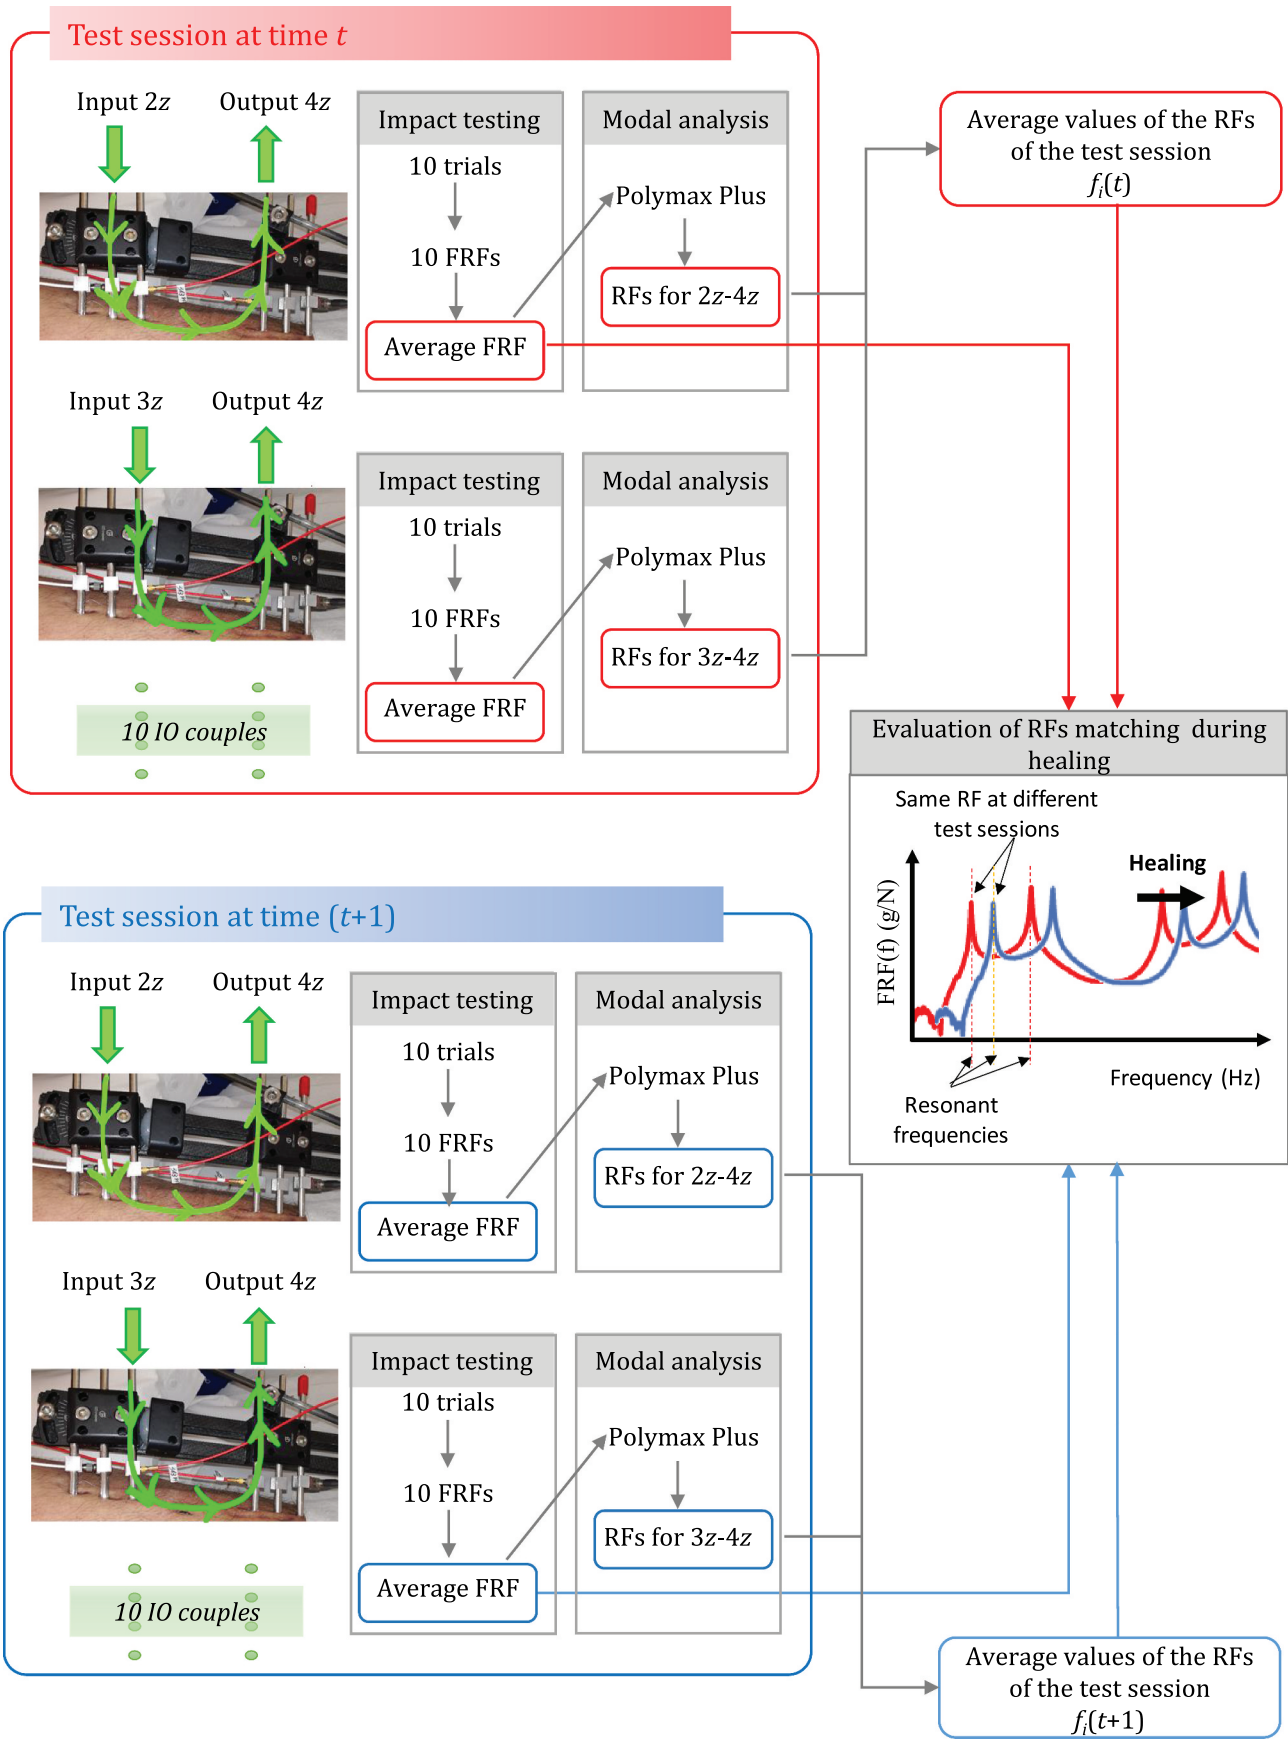 Test session at time t
Input 2z
Output 4z
Impact testing
10 trials
10 FRFs
Average FRF
Modal analysis
Polymax Plus
RFs for 2z-4z
Input 3z
Output 4z
Impact testing
10 trials
10 FRFs
Average FRF
Modal analysis
Polymax Plus
RFs for 3z-4z
10 IO couples
Average values of the RFs
of the test session
fi(t)
Evaluation of RFs matching during
healing
Same RF at different
test sessions
Healing
FRF(f) (g/N)
Frequency (Hz)
Resonant
frequencies
Test session at time (t+1)
Input 2z
Output 4z
Impact testing
10 trials
10 FRFs
Average FRF
Modal analysis
Polymax Plus
RFs for 2z-4z
Input 3z
Output 4z
Impact testing
10 trials
10 FRFs
Average FRF
Modal analysis
Polymax Plus
RFs for 3z-4z
10 IO couples
Average values of the RFs
of the test session
fi(t+1)